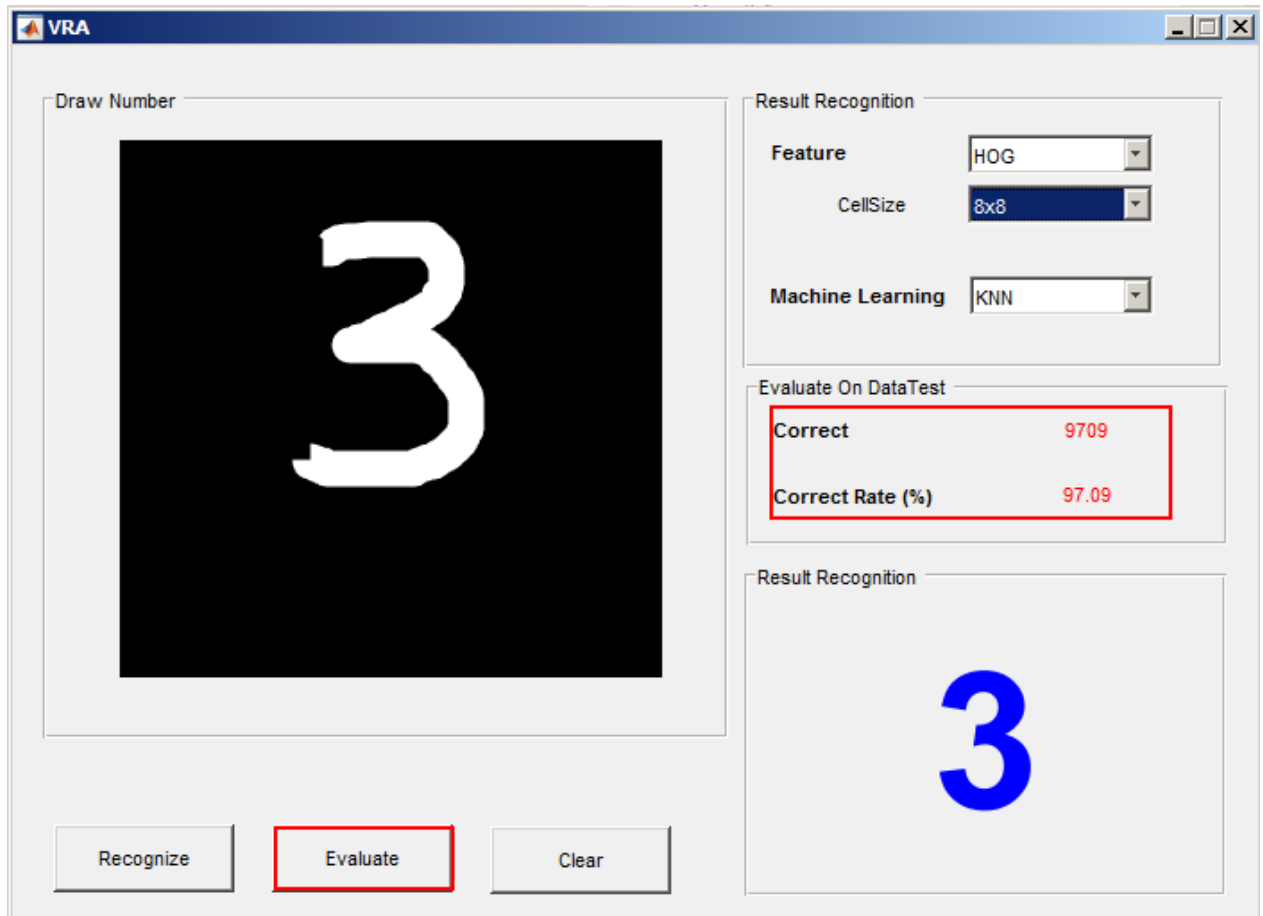 VRA
Draw Number
3
Result Recognition
Feature HOG
CellSize 8x8
Machine Learning KNN
Evaluate On DataTest
Correct 9709
Correct Rate (%) 97.09
Result Recognition
3
Recognize Evaluate Clear